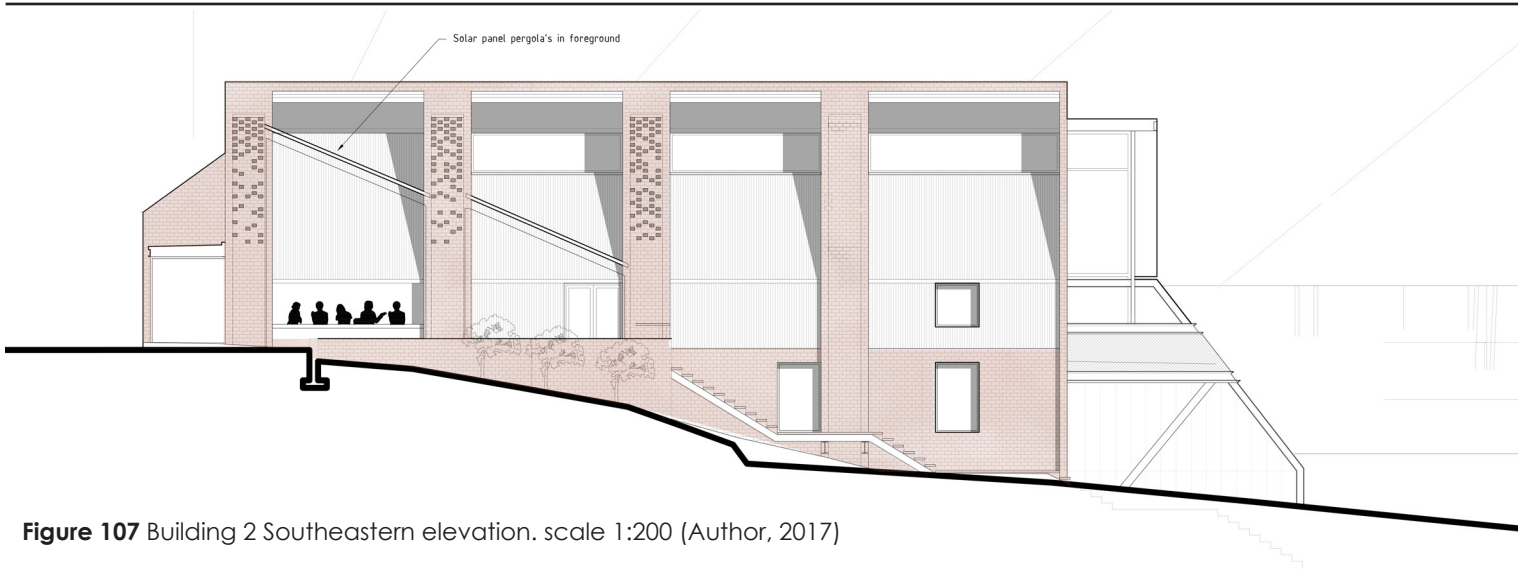 Solar panel pergola's in foreground
Figure 107 Building 2 Southeastern elevation. scale 1:200 (Author, 2017)